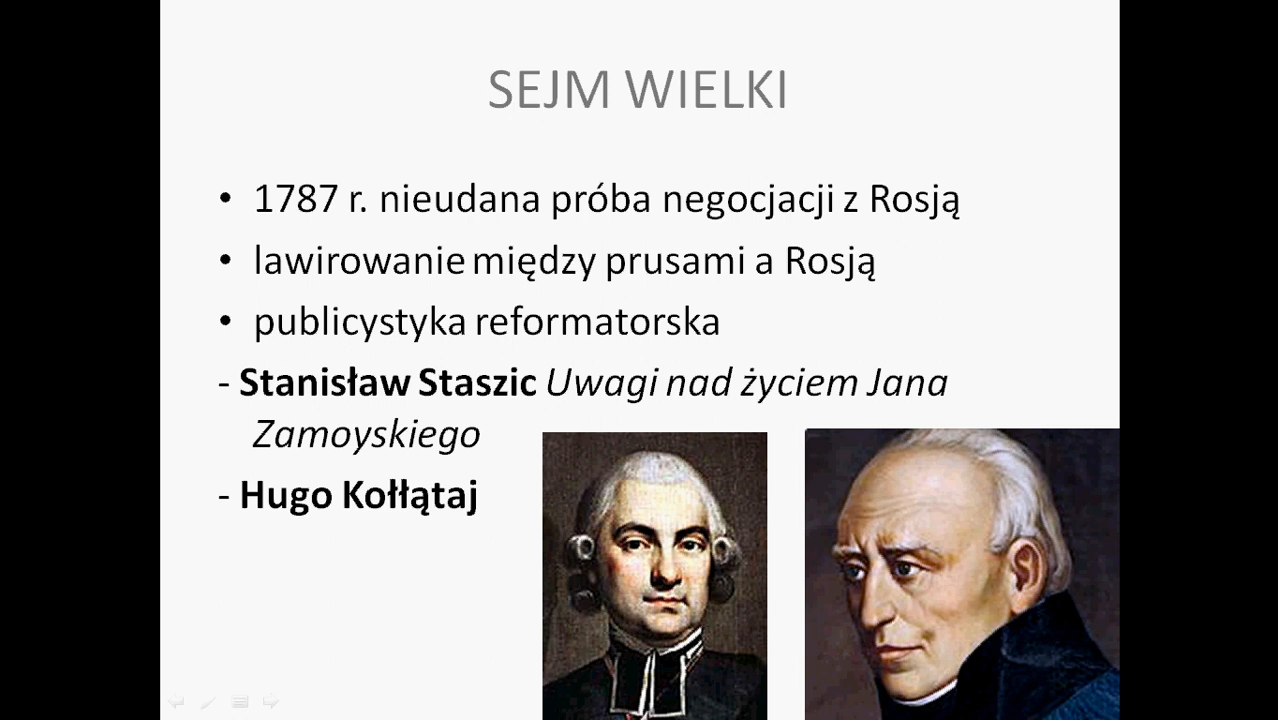 SEJM WIELKI
• 1787 r. nieudana próba negocjacji z Rosją
• lawirowanie między prusami a Rosją
• publicystyka reformatorska
- Stanisław Staszic Uwagi nad życiem Jana
Zamoyskiego
- Hugo Kołłątaj